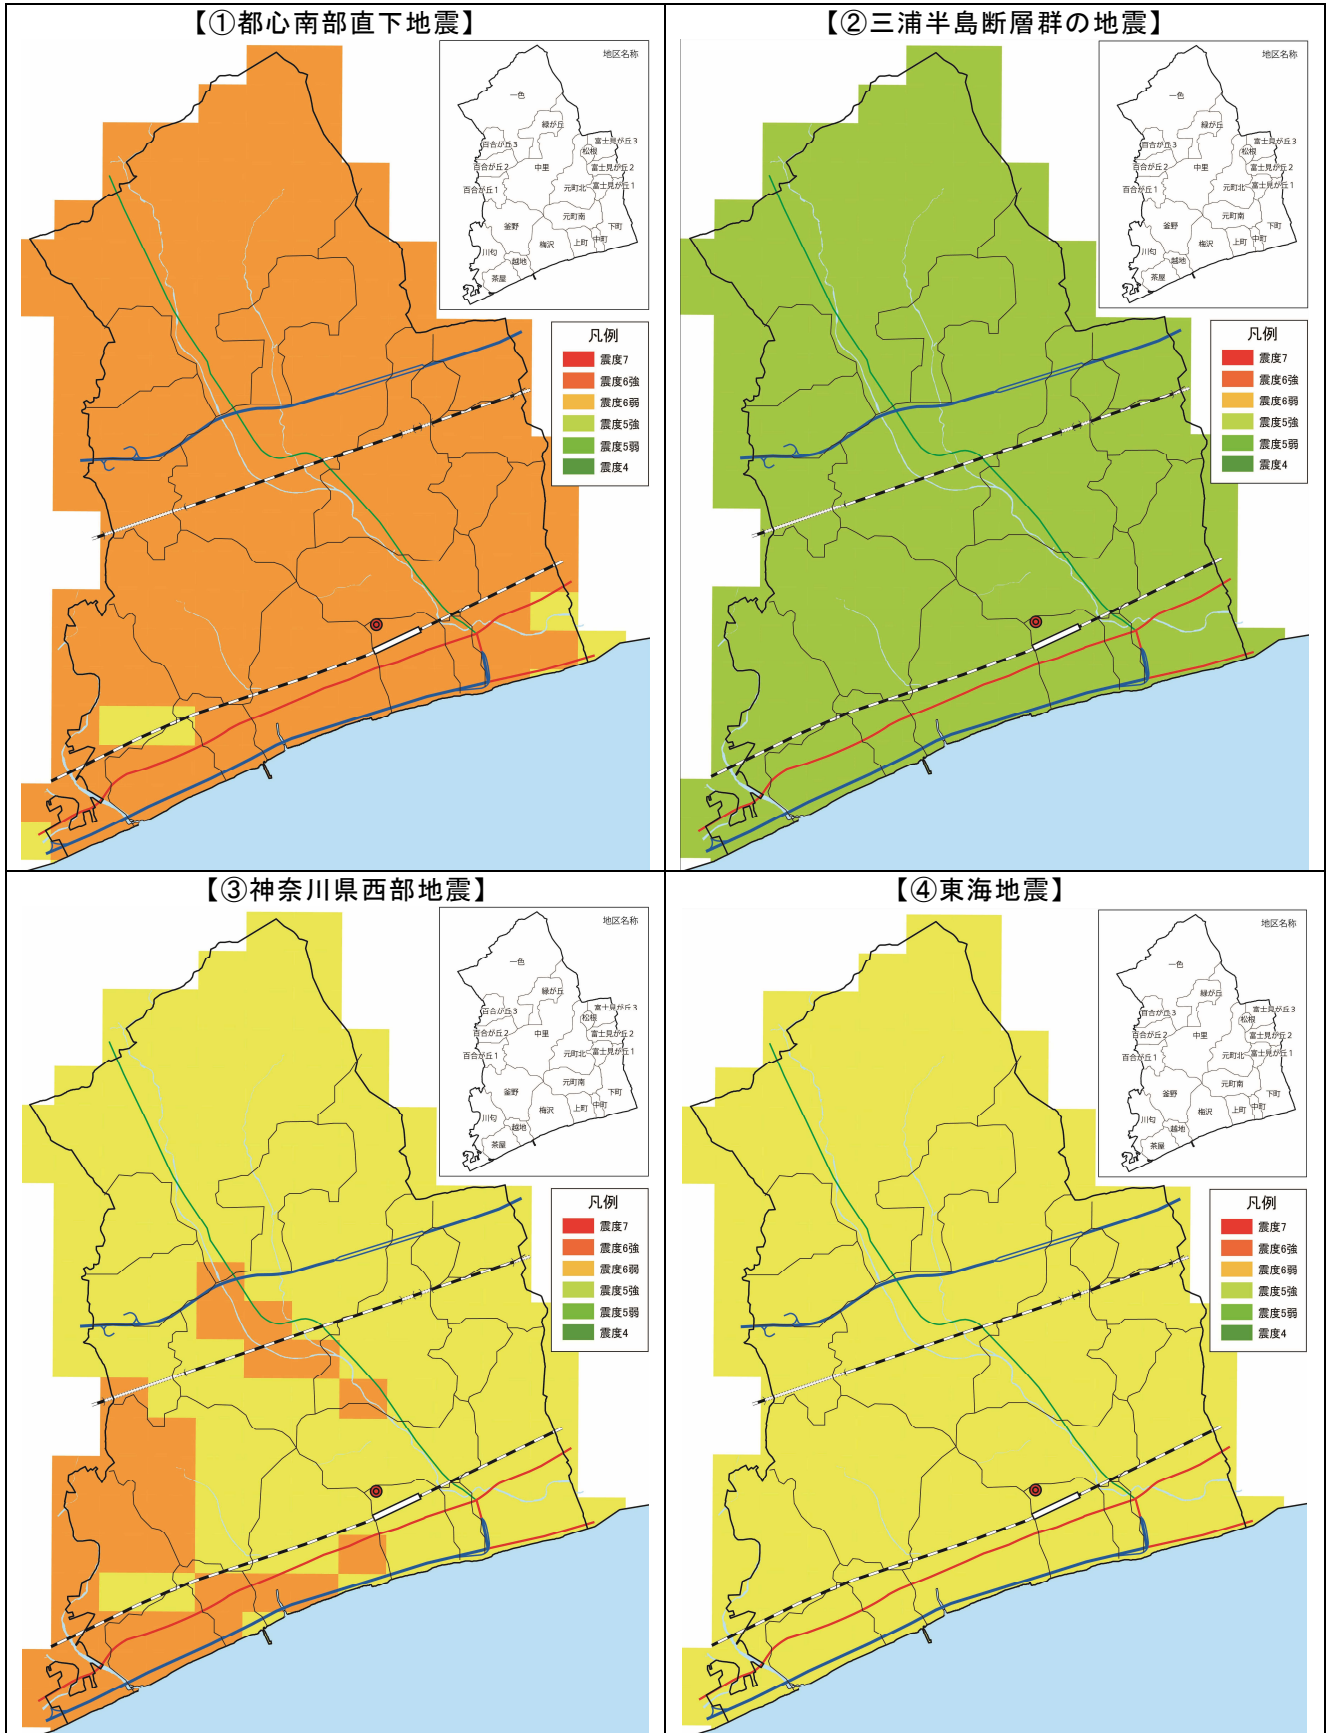 【①都心南部直下地震】
地区名称
一色
緑が丘
百合が丘3
富士見が丘3
松根
百合が丘2
中里
富士見が丘2
百合が丘1
元町北
富士見が丘1
元町南
釜野
下町
梅沢
上町
中町
川匂
越地
茶屋
凡例
震度7
震度6強
震度6弱
震度5強
震度5弱
震度4
【②三浦半島断層群の地震】
地区名称
一色
緑が丘
百合が丘3
富士見が丘3
松根
百合が丘2
中里
富士見が丘2
百合が丘1
元町北
富士見が丘1
元町南
釜野
下町
梅沢
上町
中町
川匂
越地
茶屋
凡例
震度7
震度6強
震度6弱
震度5強
震度5弱
震度4
【③神奈川県西部地震】
地区名称
一色
緑が丘
百合が丘3
富士見が丘3
松根
百合が丘2
中里
富士見が丘2
百合が丘1
元町北
富士見が丘1
元町南
釜野
下町
梅沢
上町
中町
川匂
越地
茶屋
凡例
震度7
震度6強
震度6弱
震度5強
震度5弱
震度4
【④東海地震】
地区名称
一色
緑が丘
百合が丘3
富士見が丘3
松根
百合が丘2
中里
富士見が丘2
百合が丘1
元町北
富士見が丘1
元町南
釜野
下町
梅沢
上町
中町
川匂
越地
茶屋
凡例
震度7
震度6強
震度6弱
震度5強
震度5弱
震度4